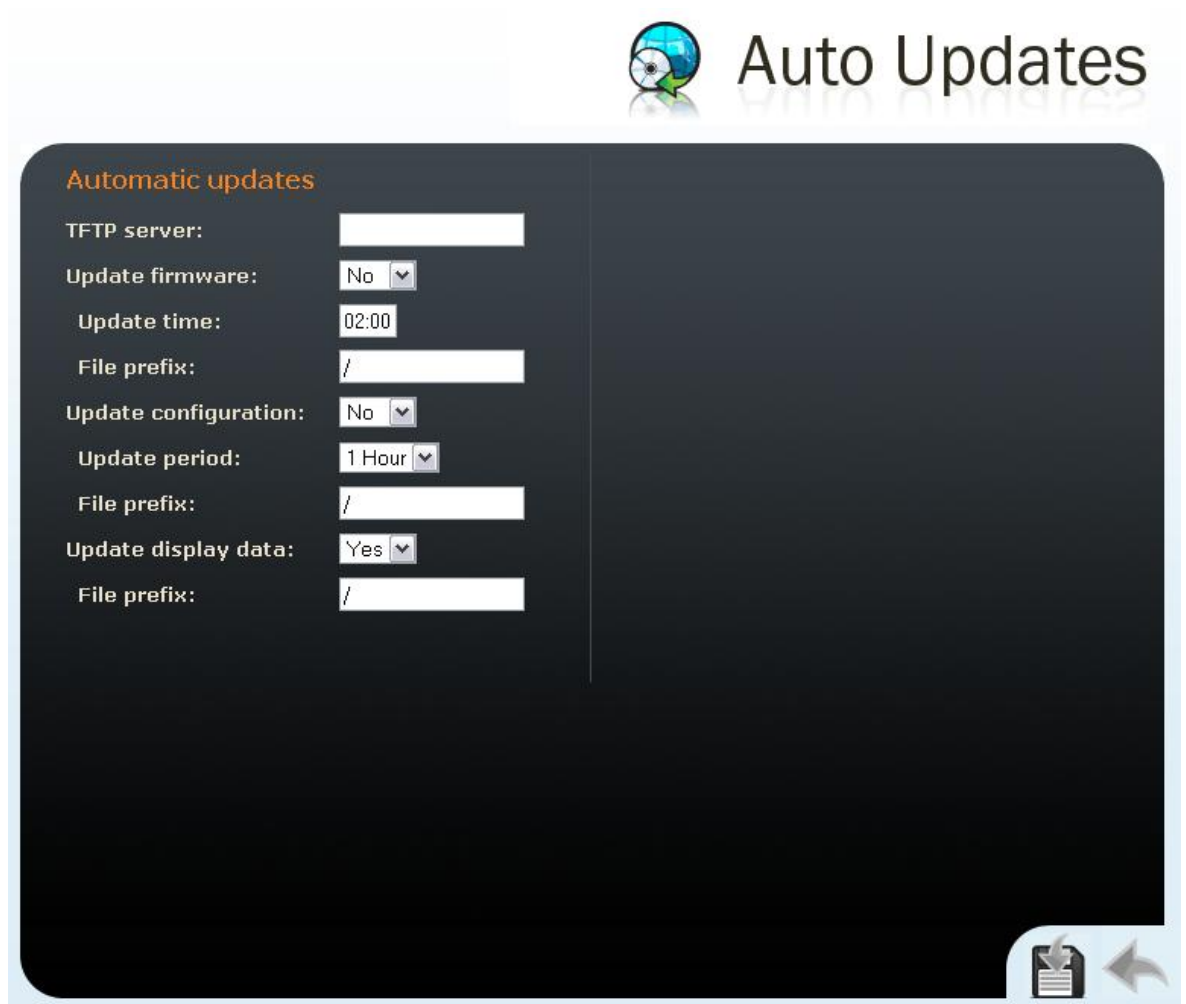 Auto Updates
Automatic updates
TFTP server:
Update firmware: No
Update time: 02:00
File prefix: /
Update configuration: No
Update period: 1 Hour
File prefix: /
Update display data: Yes
File prefix: /